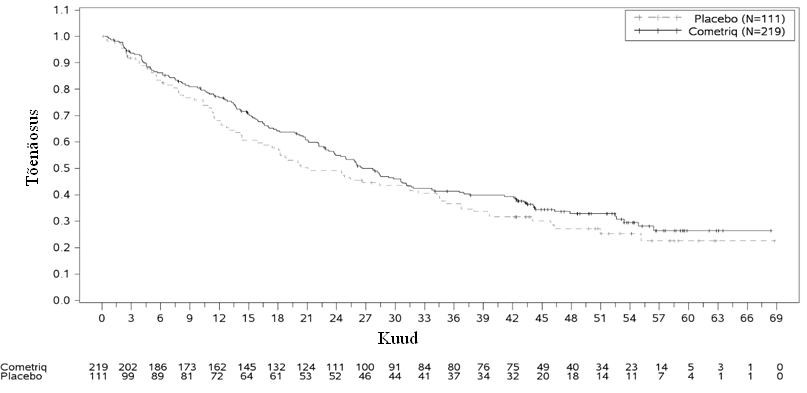 Placebo (N=111)
Cometriq (N=219)
Tõenäosus
1.1
1.0
0.9
0.8
0.7
0.6
0.5
0.4
0.3
0.2
0.1
0.0
0 3 6 9 12 15 18 21 24 27 30 33 36 39 42 45 48 51 54 57 60 63 66 69
Kuud
Cometriq 219 202 186 173 162 145 132 124 111 100 91 84 80 76 75 49 40 34 23 14 5 3 1 0
Placebo 111 99 89 81 72 64 61 53 52 46 44 41 37 34 32 20 18 14 11 7 4 1 1 0